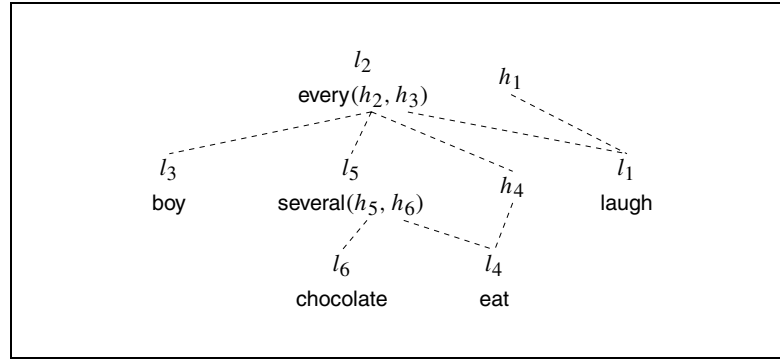 l₂ h₁
every(h₂, h₃)
l₃ l₅ h₄ l₁
boy several(h₅, h₆) laugh
l₆ l₄
chocolate eat